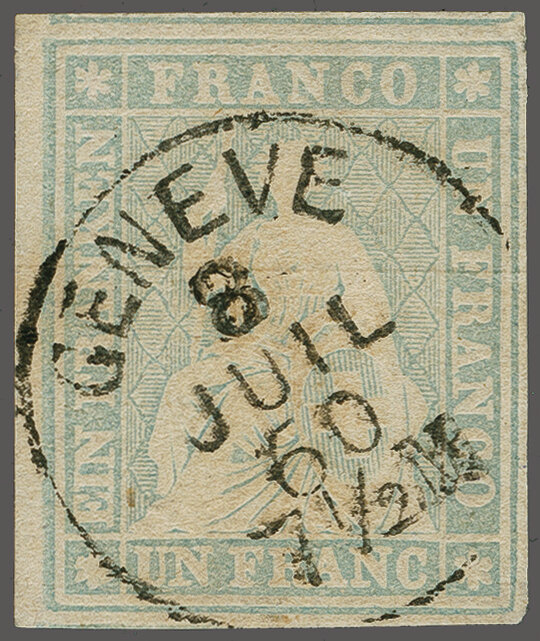 FRANCO
EIN FRANKEN
UN FRANCO
UN FRANC
GENEVE
8
JUIL
60
7 1/2 M